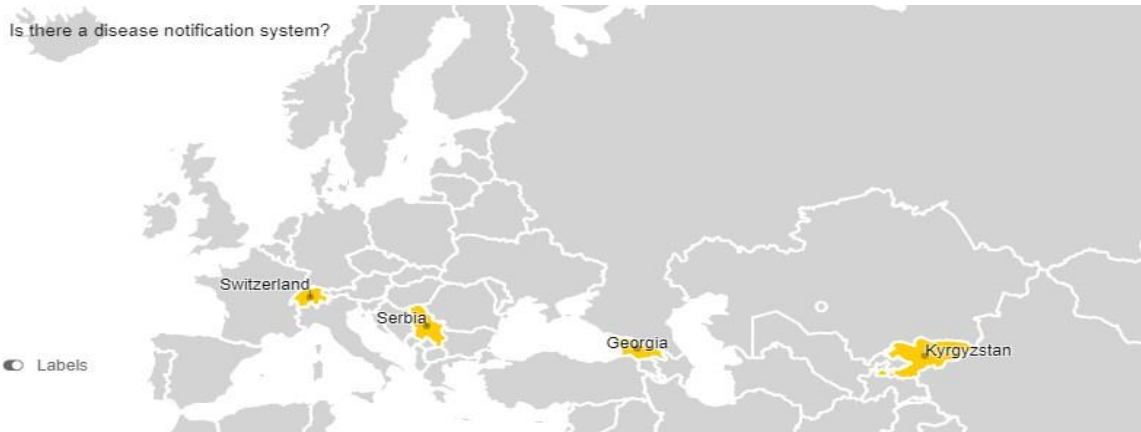 Is there a disease notification system?
Switzerland
Serbia
Georgia
Kyrgyzstan
Labels